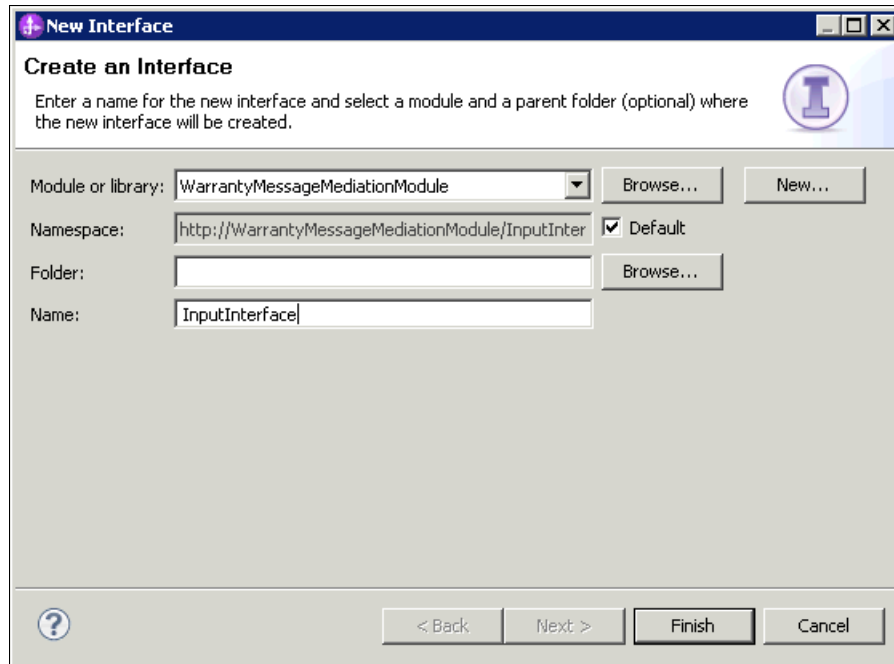 New Interface
Create an Interface
Enter a name for the new interface and select a module and a parent folder (optional) where
the new interface will be created.
Module or library: WarrantyMessageMediationModule Browse... New...
Namespace: http://WarrantyMessageMediationModule/InputInter Default
Folder: Browse...
Name: InputInterface
< Back Next > Finish Cancel